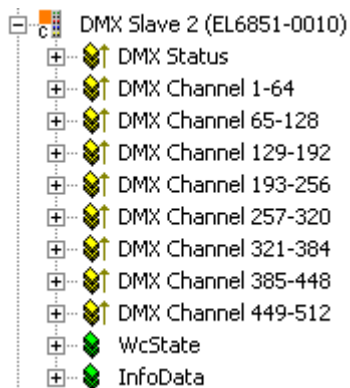 DMX Slave 2 (EL6851-0010)
DMX Status
DMX Channel 1-64
DMX Channel 65-128
DMX Channel 129-192
DMX Channel 193-256
DMX Channel 257-320
DMX Channel 321-384
DMX Channel 385-448
DMX Channel 449-512
WcState
InfoData